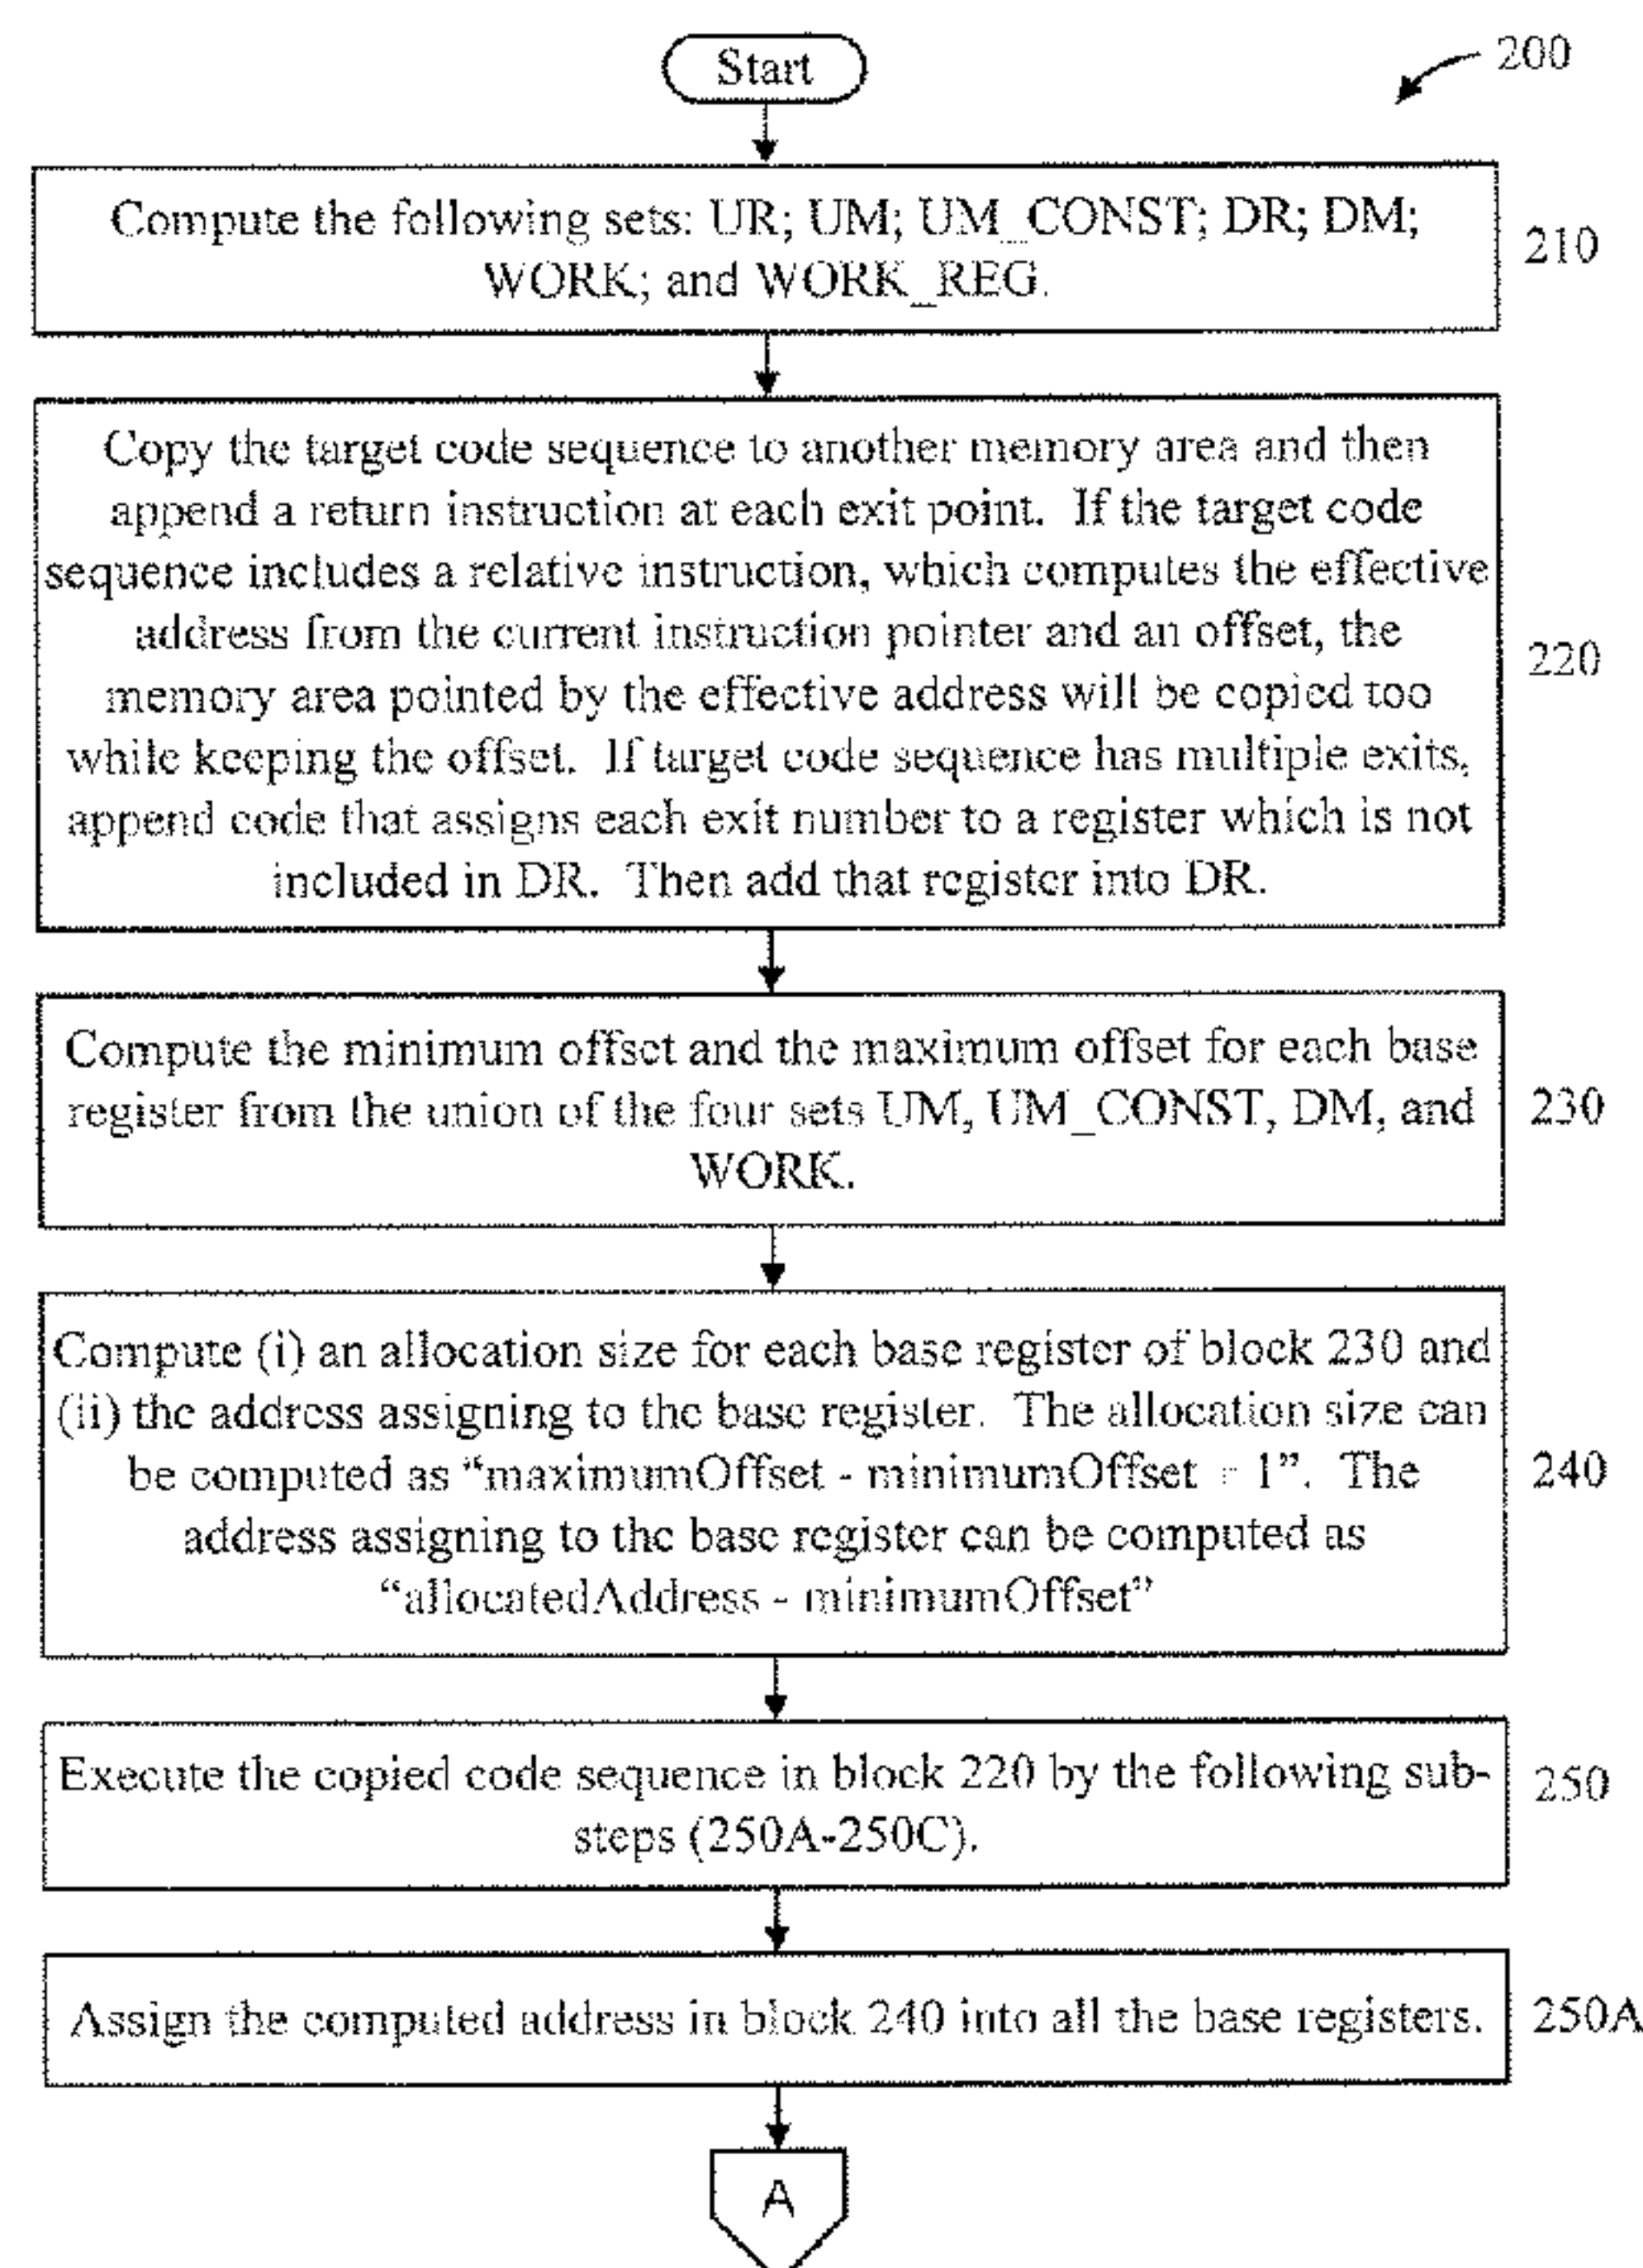 Start
200
Compute the following sets: UR; UM; UM_CONST; DR; DM;
WORK; and WORK_REG.
210
Copy the target code sequence to another memory area and then
append a return instruction at each exit point. If the target code
sequence includes a relative instruction, which computes the effective
address from the current instruction pointer and an offset, the
memory area pointed by the effective address will be copied too
while keeping the offset. If target code sequence has multiple exits,
append code that assigns each exit number to a register which is not
included in DR. Then add that register into DR.
220
Compute the minimum offset and the maximum offset for each base
register from the union of the four sets UM, UM_CONST, DM, and
WORK.
230
Compute (i) an allocation size for each base register of block 230 and
(ii) the address assigning to the base register. The allocation size can
be computed as “maximumOffset - minimumOffset + 1”. The
address assigning to the base register can be computed as
“allocatedAddress - minimumOffset”
240
Execute the copied code sequence in block 220 by the following sub-
steps (250A-250C).
250
Assign the computed address in block 240 into all the base registers.
250A
A